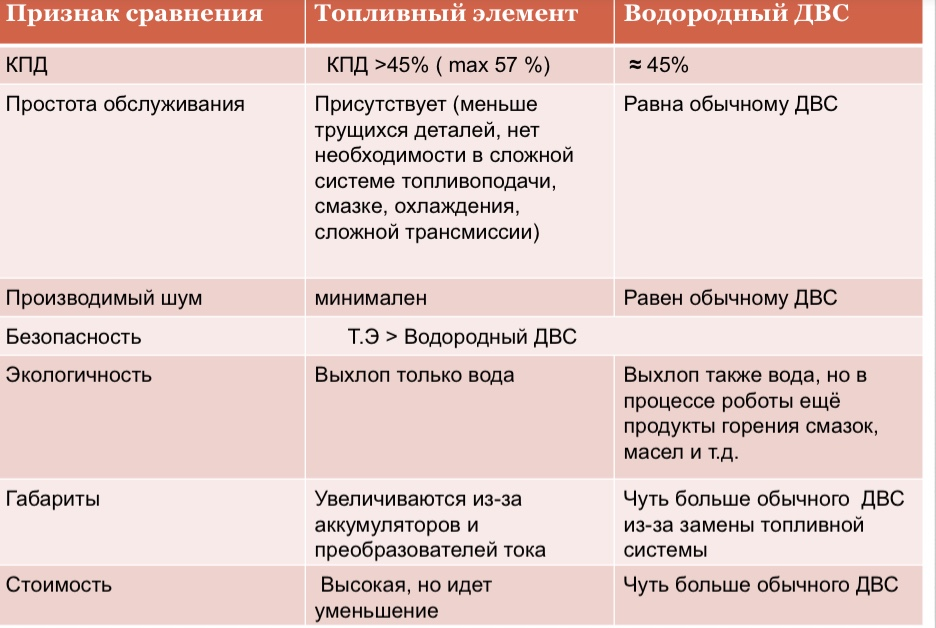 Признак сравнения
Топливный элемент
Водородный ДВС
КПД
КПД >45% ( max 57 %)
≈ 45%
Простота обслуживания
Присутствует (меньше
трущихся деталей, нет
необходимости в сложной
системе топливоподачи,
смазке, охлаждения,
сложной трансмиссии)
Равна обычному ДВС
Производимый шум
минимален
Равен обычному ДВС
Безопасность
Т.Э > Водородный ДВС
Экологичность
Выхлоп только вода
Выхлоп также вода, но в
процессе роботы ещё
продукты горения смазок,
масел и т.д.
Габариты
Увеличиваются из-за
аккумуляторов и
преобразователей тока
Чуть больше обычного ДВС
из-за замены топливной
системы
Стоимость
Высокая, но идет
уменьшение
Чуть больше обычного ДВС